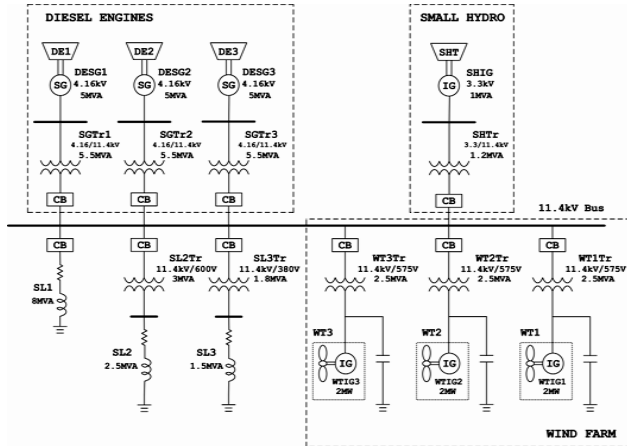 DIESEL ENGINES
SMALL HYDRO
DE1
DE2
DE3
SHT
DESG1
4.16kV
5MVA
DESG2
4.16kV
5MVA
DESG3
4.16kV
5MVA
SHIG
3.3kV
1MVA
SG
SG
SG
IG
SGTr1
4.16/11.4kV
5.5MVA
SGTr2
4.16/11.4kV
5.5MVA
SGTr3
4.16/11.4kV
5.5MVA
SHTr
3.3/11.4kV
1.2MVA
CB
CB
CB
CB
11.4kV Bus
CB
CB
CB
CB
CB
CB
SL2Tr
11.4kV/600V
3MVA
SL3Tr
11.4kV/380V
1.8MVA
WT3Tr
11.4kV/575V
2.5MVA
WT2Tr
11.4kV/575V
2.5MVA
WT1Tr
11.4kV/575V
2.5MVA
SL1
8MVA
SL2
2.5MVA
SL3
1.5MVA
WT3
WT2
WT1
IG
IG
IG
WTIG3
2MW
WTIG2
2MW
WTIG1
2MW
WIND FARM